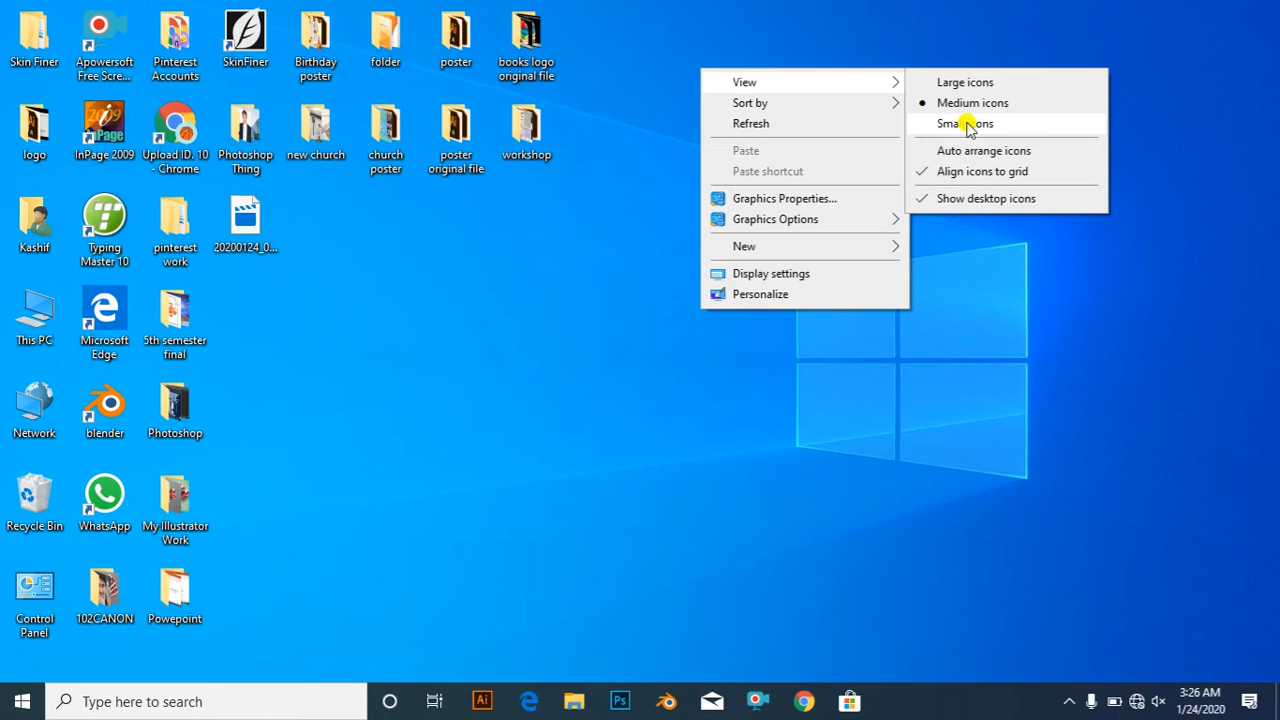 Skin Finer
Apowersoft
Free Scre...
Pinterest
Accounts
SkinFiner
Birthday
poster
folder
poster
books logo
original file
logo
InPage 2009
Upload ID. 10
- Chrome
Photoshop
Thing
new church
church
poster
poster
original file
workshop
Kashif
Typing
Master 10
pinterest
work
20200124_0...
This PC
Microsoft
Edge
5th semester
final
Network
blender
Photoshop
Recycle Bin
WhatsApp
My Illustrator
Work
Control
Panel
102CANON
Powepoint
View
Sort by
Refresh
Paste
Paste shortcut
Graphics Properties...
Graphics Options
New
Display settings
Personalize
Large icons
Medium icons
Small icons
Auto arrange icons
Align icons to grid
Show desktop icons
Type here to search
3:26 AM
1/24/2020